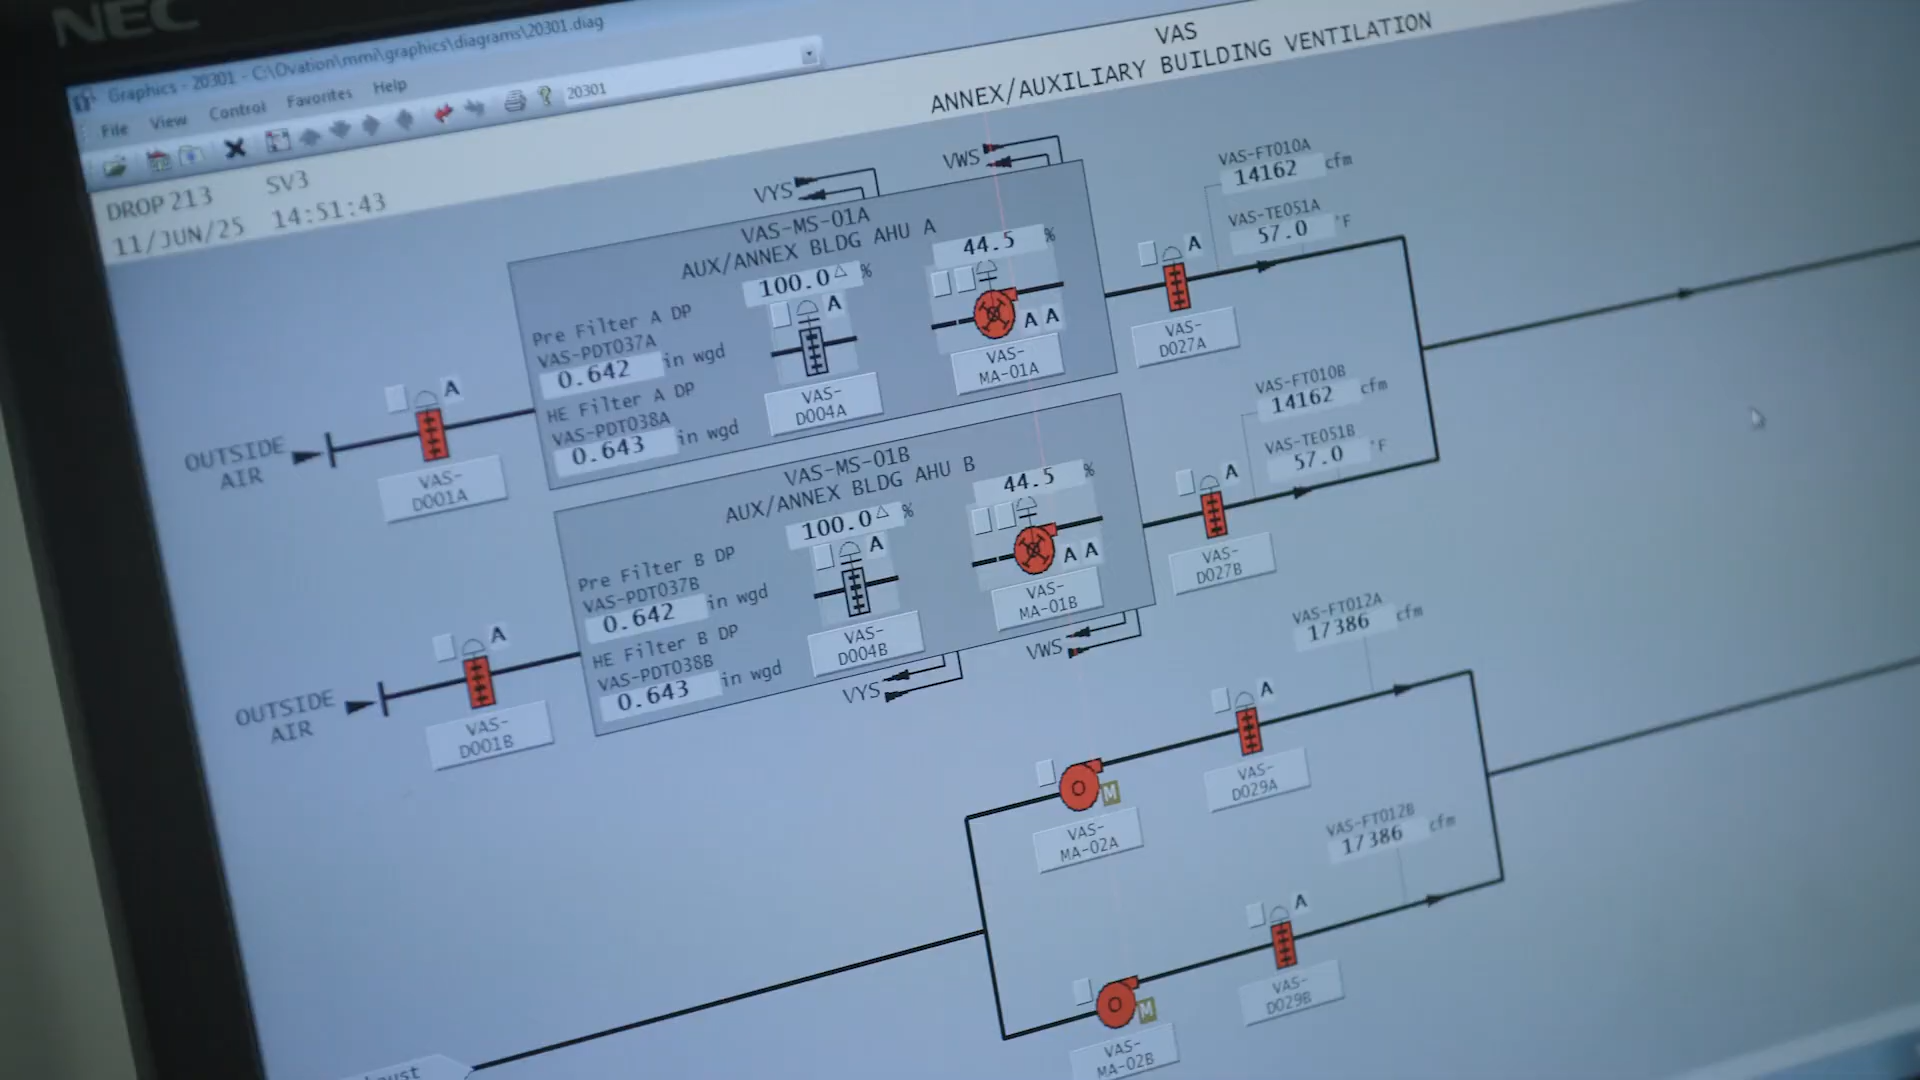 NEC
Graphics - 20301 - C:\Ovation\mmi\graphics\diagrams\20301.diag
File View Control Favorites Help
20301
VAS
ANNEX/AUXILIARY BUILDING VENTILATION
DROP 213 SV3
11/JUN/25 14:51:43
VYS
VWS
VAS-MS-01A
AUX/ANNEX BLDG AHU A
Pre Filter A DP
VAS-PDT037A
0.642 in wgd
HE Filter A DP
VAS-PDT038A
0.643 in wgd
100.0 %
A
VAS-
D004A
44.5 %
A A
VAS-
MA-01A
OUTSIDE
AIR
A
VAS-
D001A
A
VAS-
D027A
VAS-FT010A
14162 cfm
VAS-TE051A
57.0 °F
VAS-MS-01B
AUX/ANNEX BLDG AHU B
Pre Filter B DP
VAS-PDT037B
0.642 in wgd
HE Filter B DP
VAS-PDT038B
0.643 in wgd
100.0 %
A
VAS-
D004B
44.5 %
A A
VAS-
MA-01B
VWS
VYS
OUTSIDE
AIR
A
VAS-
D001B
A
VAS-
D027B
VAS-FT010B
14162 cfm
VAS-TE051B
57.0 °F
VAS-FT012A
17386 cfm
A
VAS-
D029A
M
VAS-
MA-02A
VAS-FT012B
17386 cfm
A
VAS-
D029B
M
VAS-
MA-02B